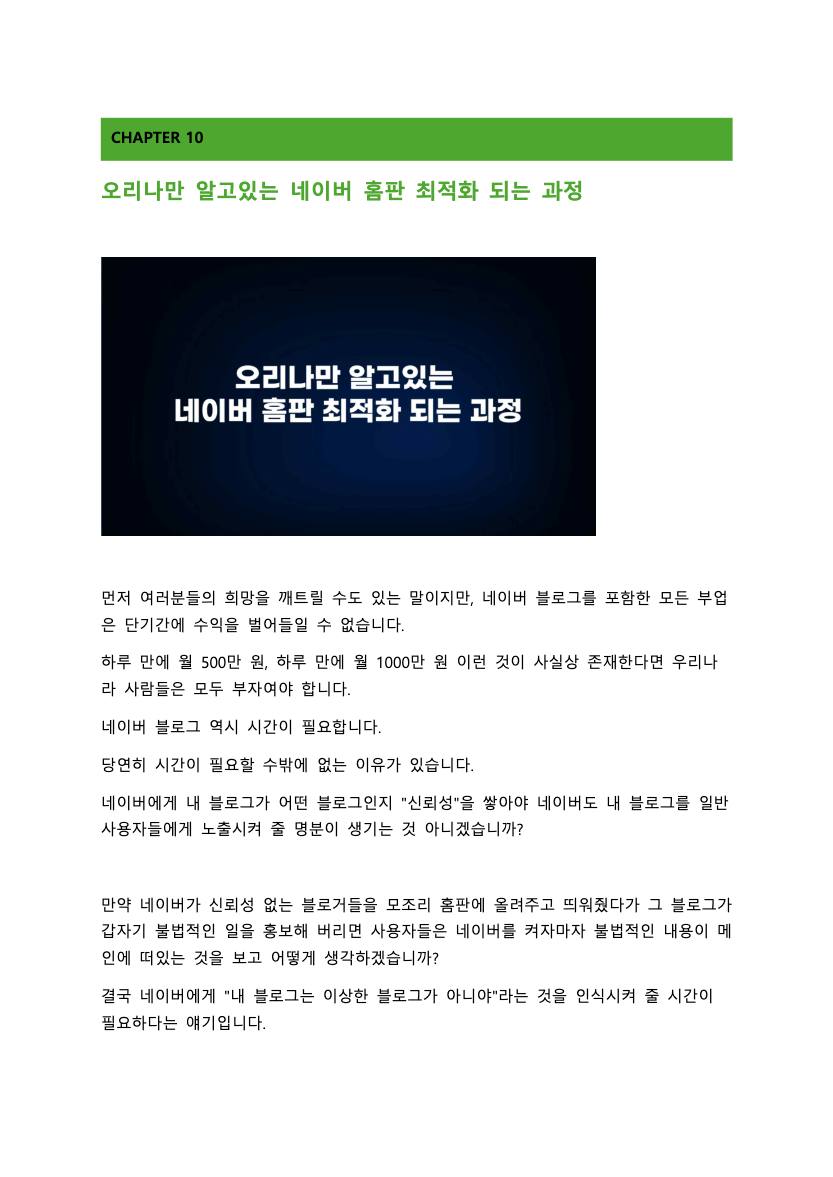 CHAPTER 10
오리나만 알고있는 네이버 홈판 최적화 되는 과정
오리나만 알고있는
네이버 홈판 최적화 되는 과정
먼저 여러분들의 희망을 깨트릴 수도 있는 말이지만, 네이버 블로그를 포함한 모든 부업
은 단기간에 수익을 벌어들일 수 없습니다.
하루 만에 월 500만 원, 하루 만에 월 1000만 원 이런 것이 사실상 존재한다면 우리나
라 사람들은 모두 부자여야 합니다.
네이버 블로그 역시 시간이 필요합니다.
당연히 시간이 필요할 수밖에 없는 이유가 있습니다.
네이버에게 내 블로그가 어떤 블로그인지 "신뢰성"을 쌓아야 네이버도 내 블로그를 일반
사용자들에게 노출시켜 줄 명분이 생기는 것 아니겠습니까?
만약 네이버가 신뢰성 없는 블로거들을 모조리 홈판에 올려주고 띄워줬다가 그 블로그가
갑자기 불법적인 일을 홍보해 버리면 사용자들은 네이버를 켜자마자 불법적인 내용이 메
인에 떠있는 것을 보고 어떻게 생각하겠습니까?
결국 네이버에게 "내 블로그는 이상한 블로그가 아니야"라는 것을 인식시켜 줄 시간이
필요하다는 얘기입니다.